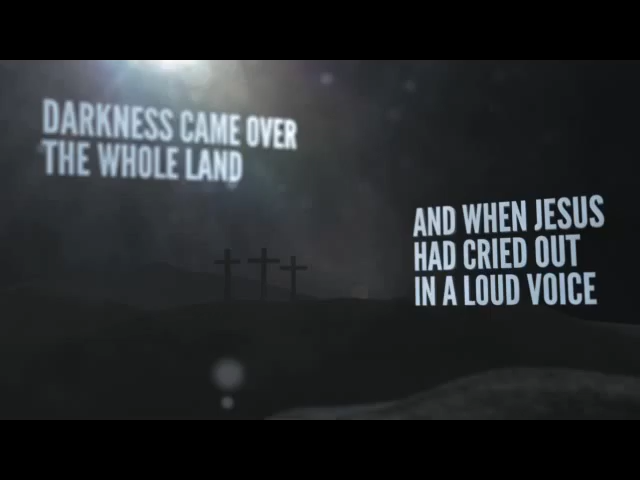 DARKNESS CAME OVER
THE WHOLE LAND
AND WHEN JESUS
HAD CRIED OUT
IN A LOUD VOICE